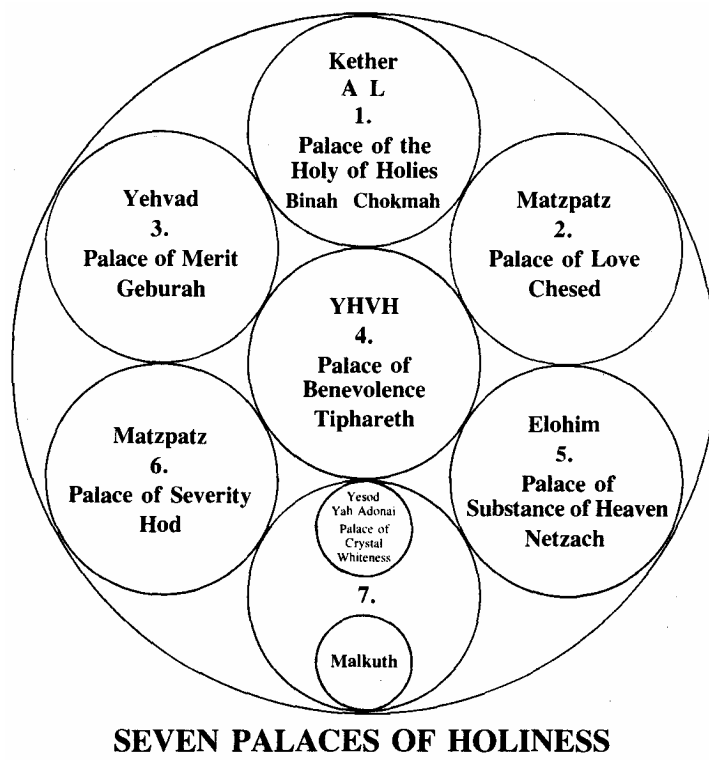 Kether
A L
1.
Palace of the
Holy of Holies
Binah Chokmah
Yehvad
3.
Palace of Merit
Geburah
Matzpatz
2.
Palace of Love
Chesed
YHVH
4.
Palace of
Benevolence
Tiphareth
Matzpatz
6.
Palace of Severity
Hod
Elohim
5.
Palace of
Substance of Heaven
Netzach
Yesod
Yah Adonai
Palace of
Crystal
Whiteness
7.
Malkuth
SEVEN PALACES OF HOLINESS